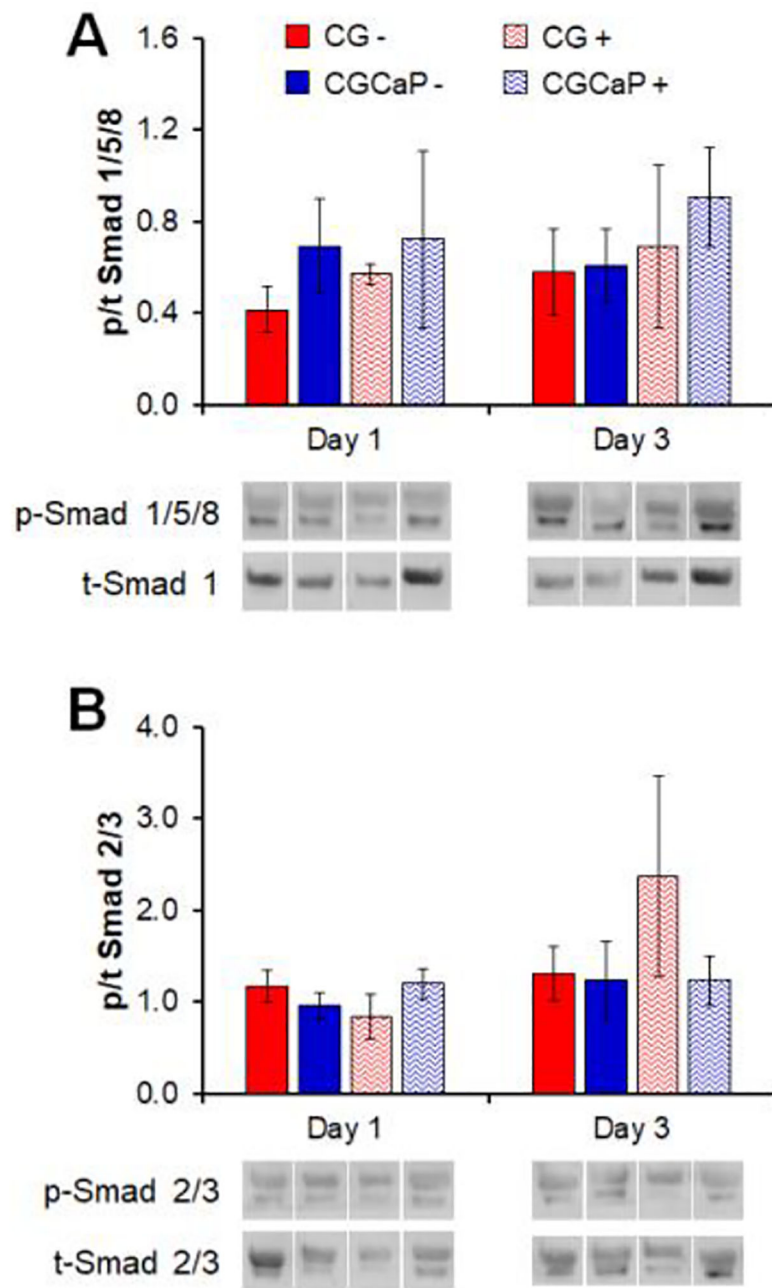 A
1.6
CG - CG +
CGCaP - CGCaP +
1.2
0.8
0.4
0.0
p/t Smad 1/5/8
Day 1 Day 3
p-Smad 1/5/8
t-Smad 1
B
4.0
3.0
2.0
1.0
0.0
p/t Smad 2/3
Day 1 Day 3
p-Smad 2/3
t-Smad 2/3